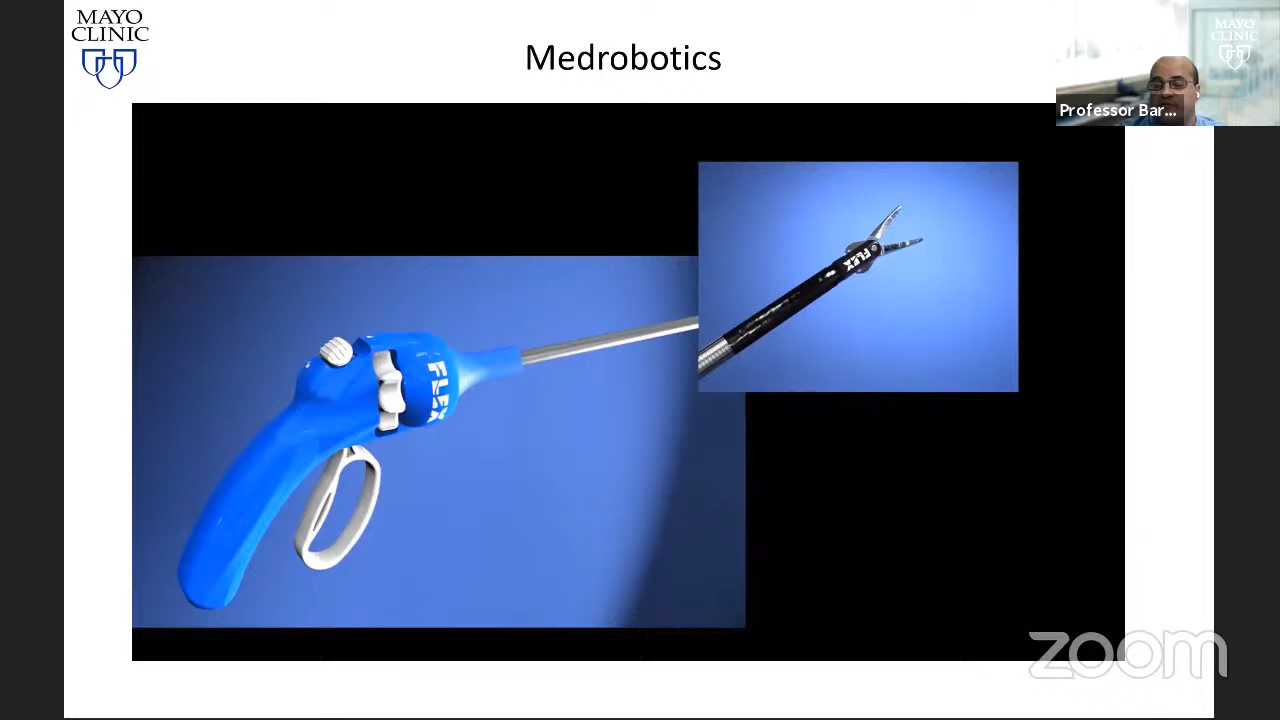 MAYO
CLINIC
Medrobotics
MAYO
CLINIC
Professor Bar...
FLEX
FLEX
zoom